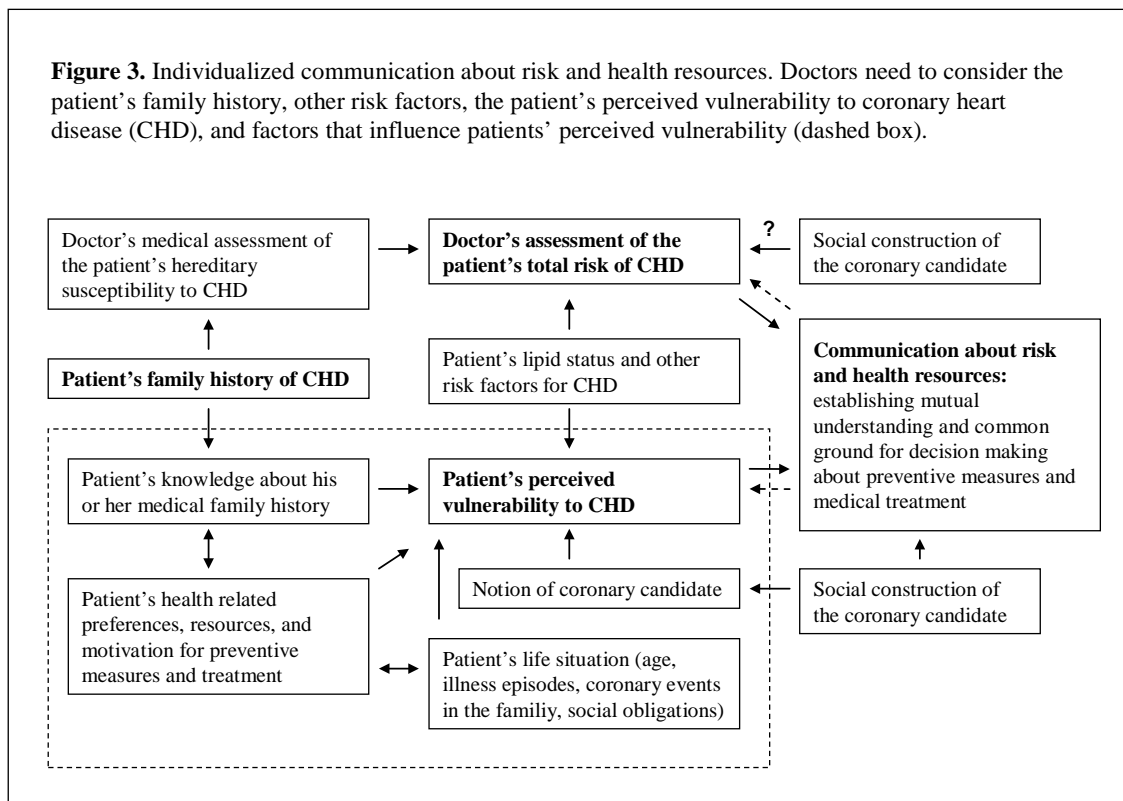 Figure 3. Individualized communication about risk and health resources. Doctors need to consider the
patient’s family history, other risk factors, the patient’s perceived vulnerability to coronary heart
disease (CHD), and factors that influence patients’ perceived vulnerability (dashed box).
Doctor’s medical assessment of
the patient’s hereditary
susceptibility to CHD
Doctor’s assessment of the
patient’s total risk of CHD
?
Social construction of
the coronary candidate
Patient’s family history of CHD
Patient’s lipid status and other
risk factors for CHD
Communication about risk
and health resources:
establishing mutual
understanding and common
ground for decision making
about preventive measures and
medical treatment
Patient’s knowledge about his
or her medical family history
Patient’s perceived
vulnerability to CHD
Patient’s health related
preferences, resources, and
motivation for preventive
measures and treatment
Notion of coronary candidate
Social construction of
the coronary candidate
Patient’s life situation (age,
illness episodes, coronary events
in the familiy, social obligations)